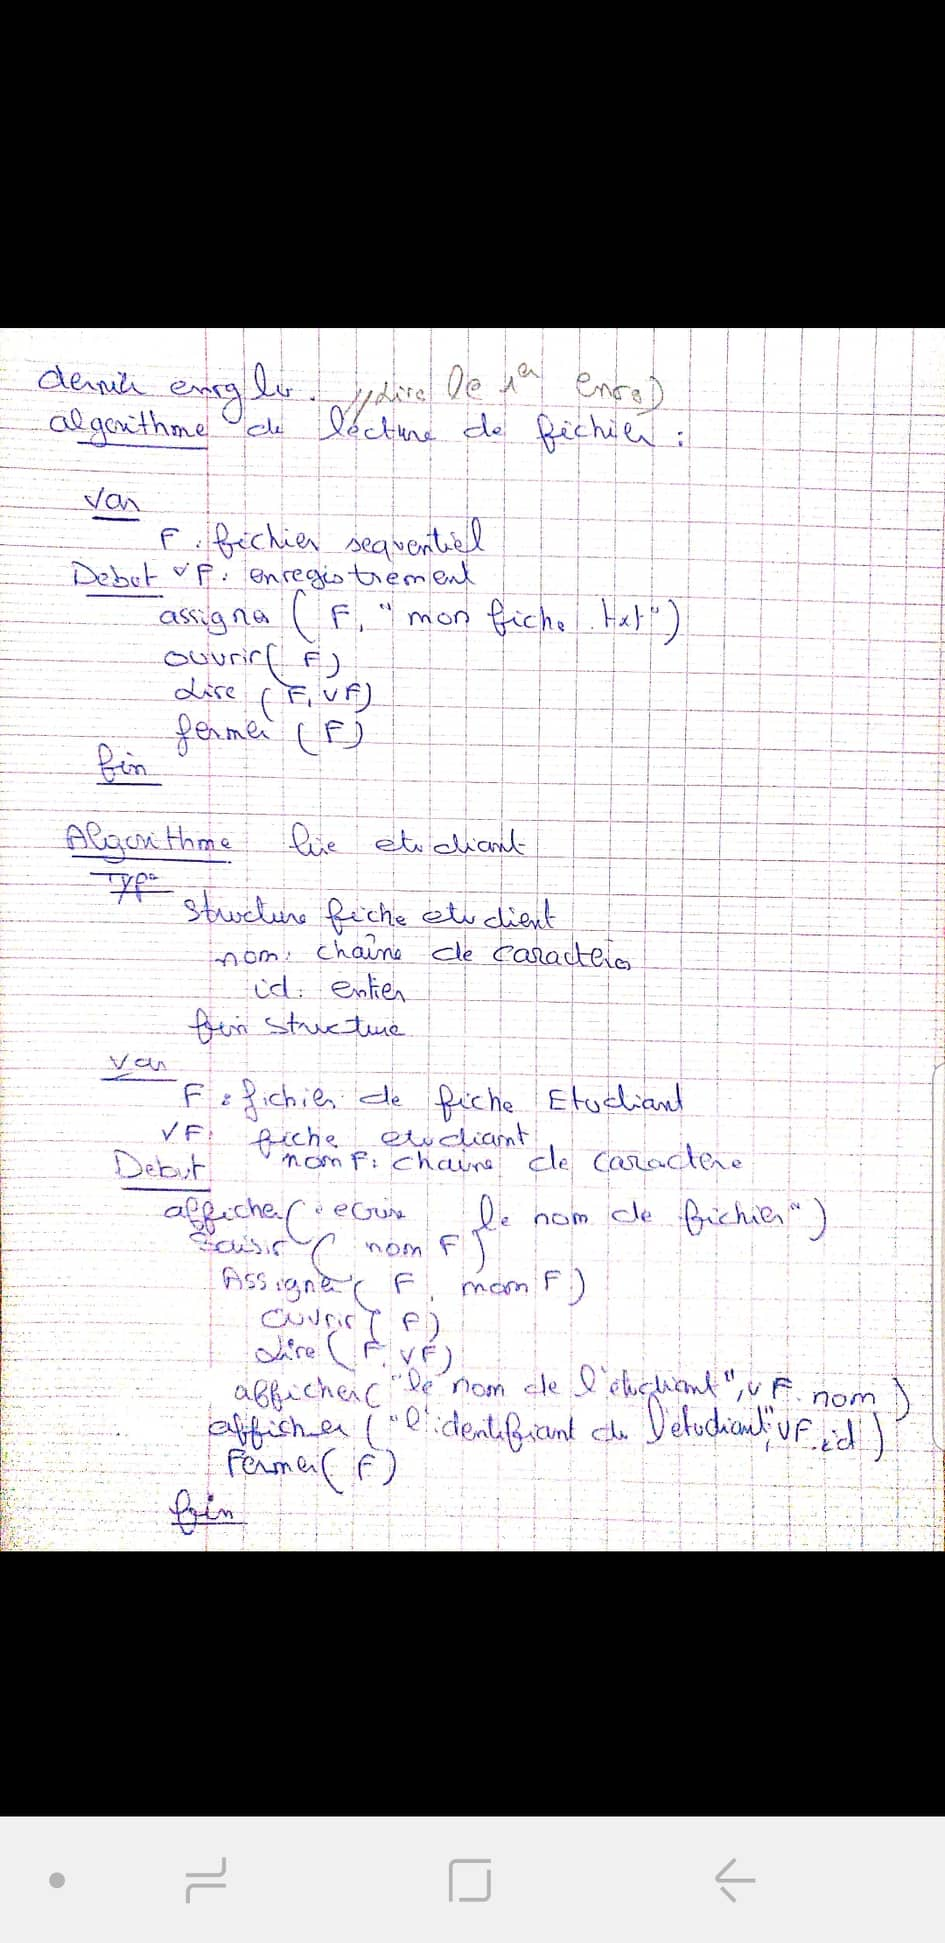 dernier enrg lu. //Lire le 1er enrg)
algorithme de lecture de fichier :
Var
F : fichier sequentiel
Debut VF : enregistrement
assigner ( F, "mon fiche.txt")
ouvrir( F)
Lire (F, VF)
fermer (F)
fin
Algorithme lire etudiant
Type
Structure fiche etudient
nom : chaîne de caractères
id : entier
fin structure
Var
F : fichier de fiche Etudiant
VF : fiche etudiant
nom F : chaine de caractere
Debut
afficher("ecrire le nom de fichier")
Saisir ( nom F)
Assigner ( F, nom F)
Ouvrir( F)
Lire ( F, VF)
afficher("le nom de l'etudiant", VF.nom)
afficher ("l'identifiant de l'etudiant", VF.id)
Fermer( F)
fin